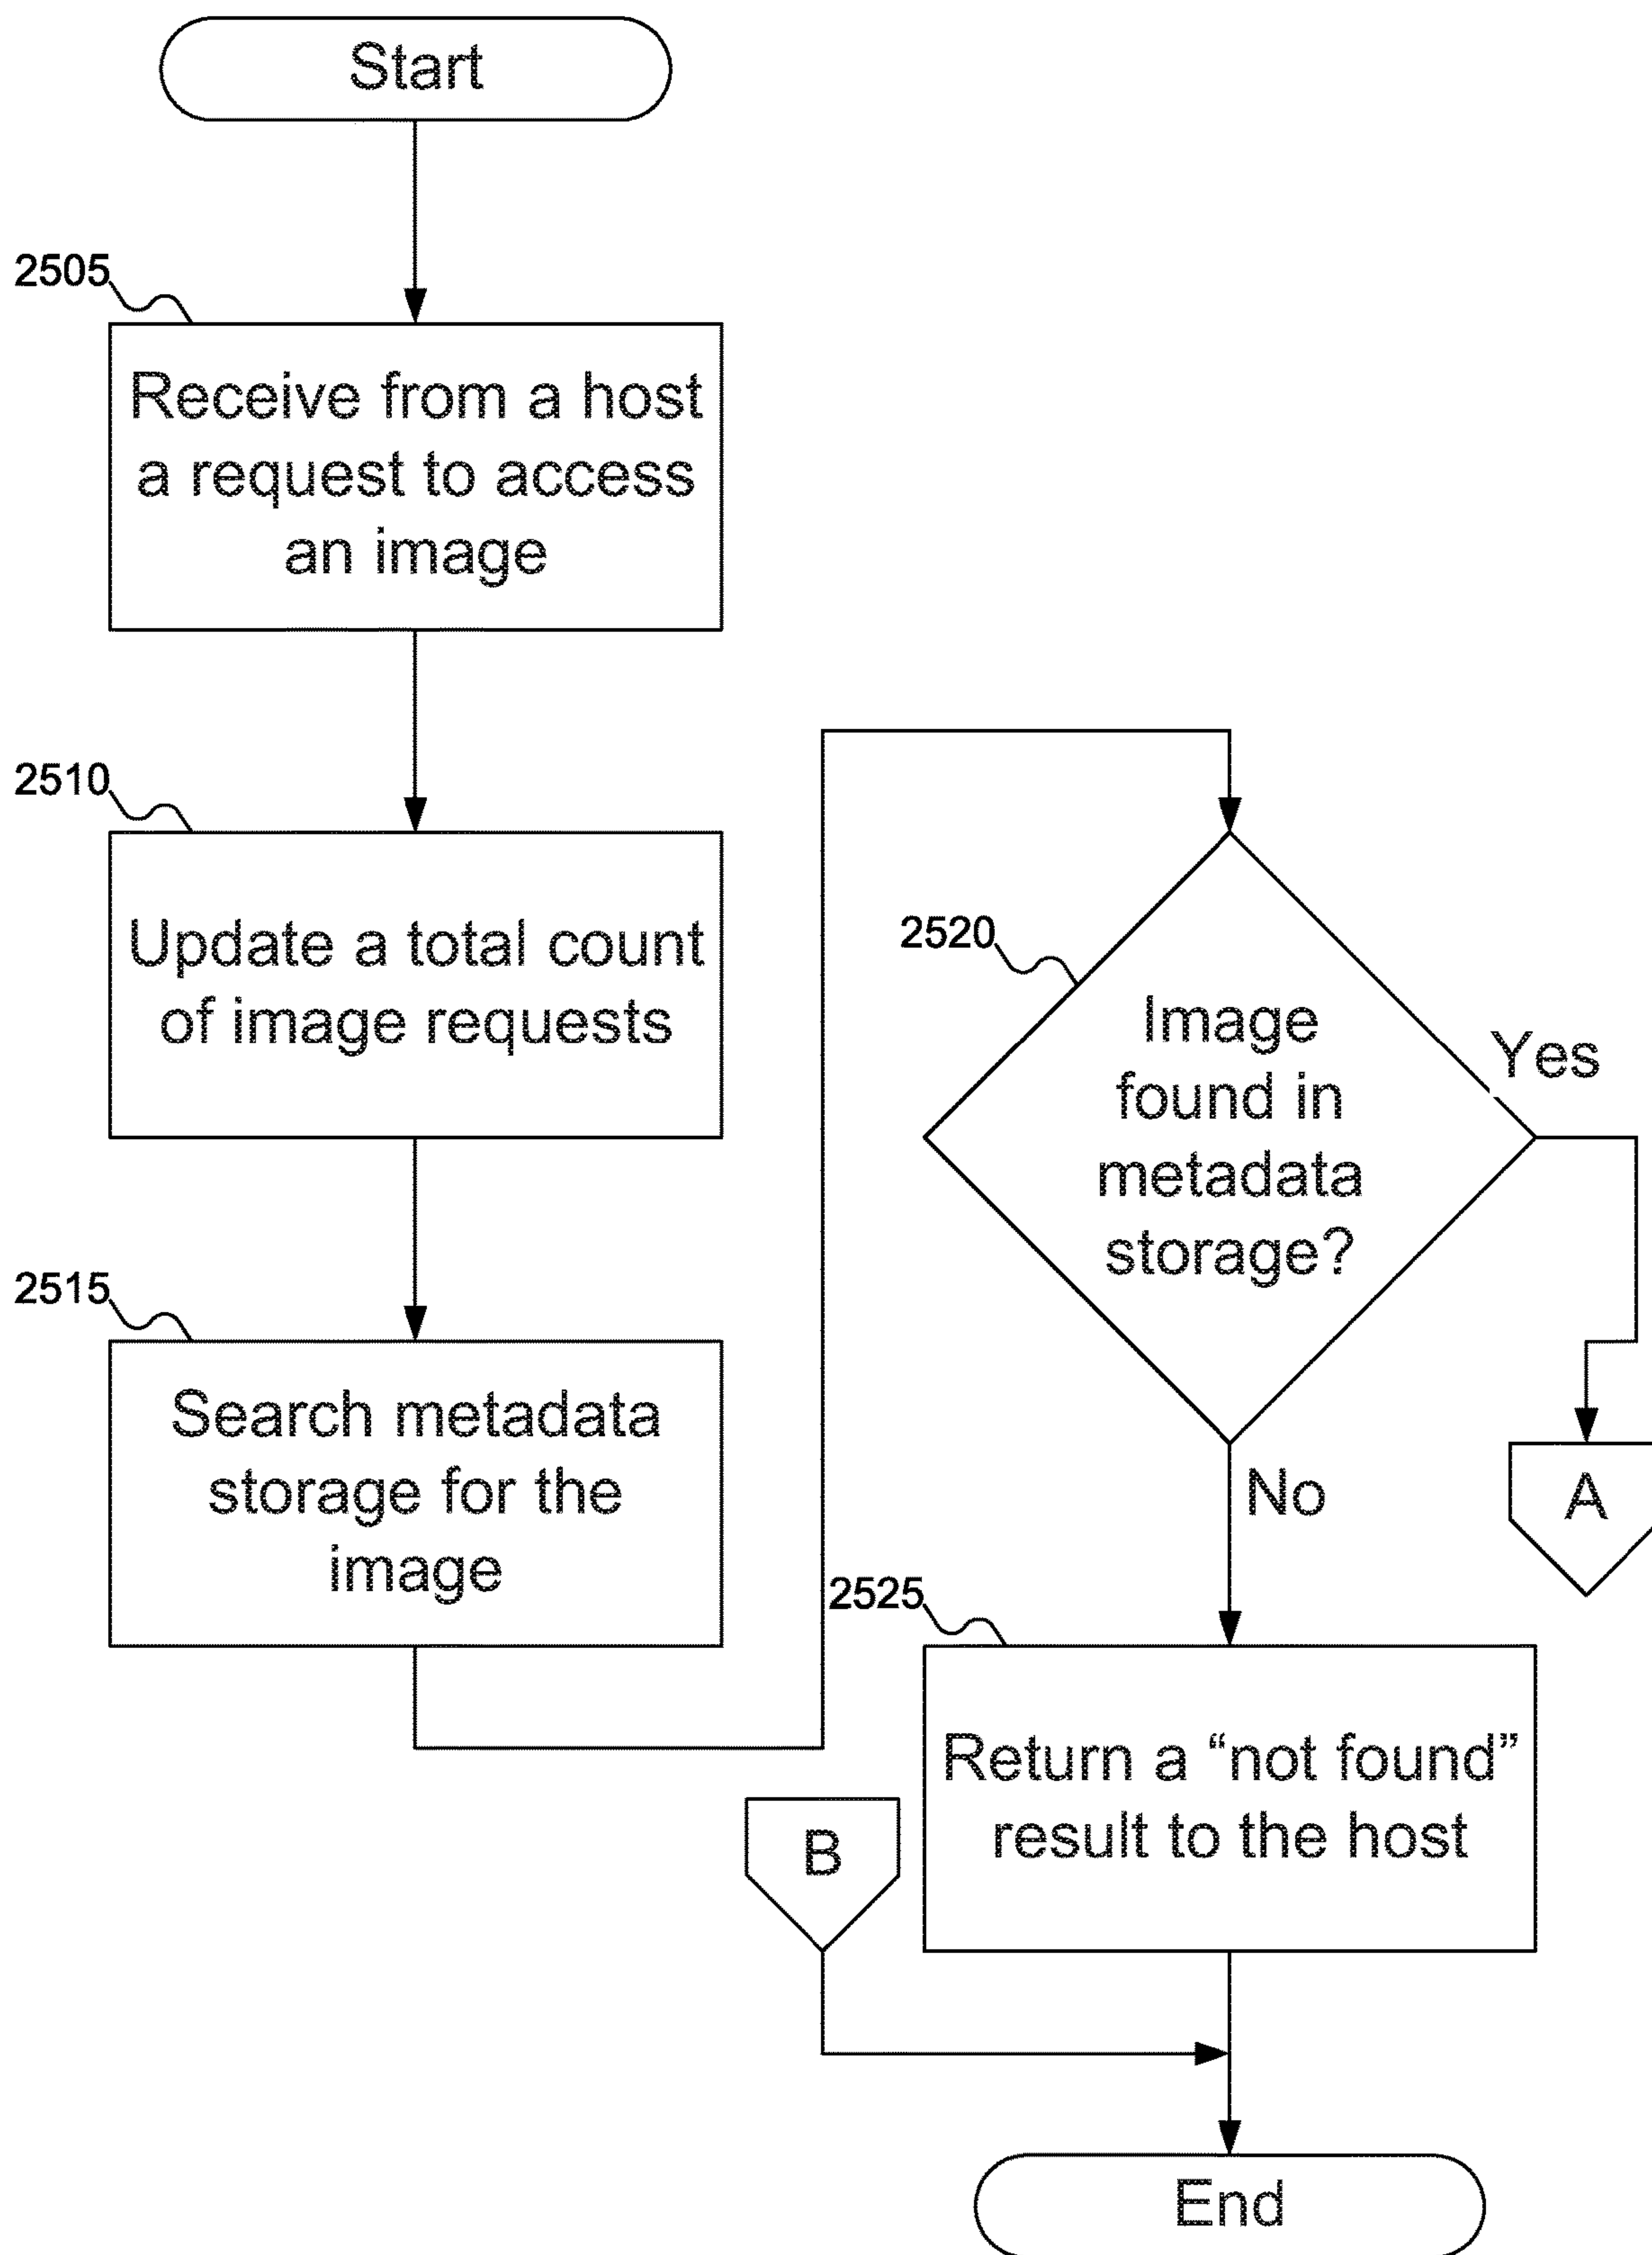 Start
2505
Receive from a host
a request to access
an image
2510
Update a total count
of image requests
2515
Search metadata
storage for the
image
2520
Image
found in
metadata
storage?
Yes
No
A
2525
Return a “not found”
result to the host
B
End